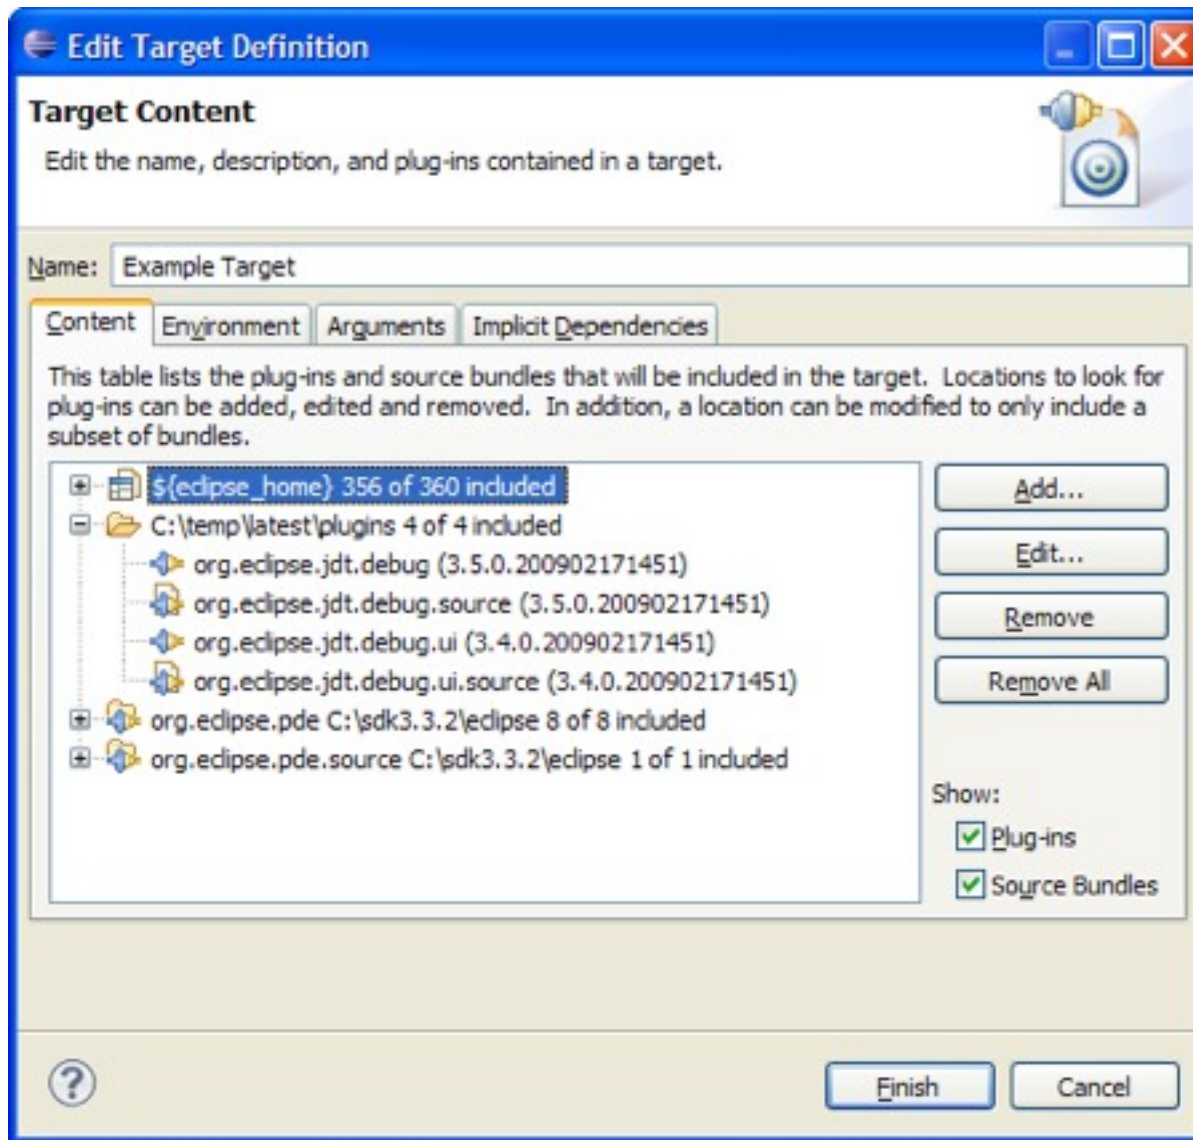 Edit Target Definition
Target Content
Edit the name, description, and plug-ins contained in a target.
Name: Example Target
Content Environment Arguments Implicit Dependencies
This table lists the plug-ins and source bundles that will be included in the target. Locations to look for
plug-ins can be added, edited and removed. In addition, a location can be modified to only include a
subset of bundles.
${eclipse_home} 356 of 360 included
C:\temp\latest\plugins 4 of 4 included
org.eclipse.jdt.debug (3.5.0.200902171451)
org.eclipse.jdt.debug.source (3.5.0.200902171451)
org.eclipse.jdt.debug.ui (3.4.0.200902171451)
org.eclipse.jdt.debug.ui.source (3.4.0.200902171451)
org.eclipse.pde C:\sdk3.3.2\eclipse 8 of 8 included
org.eclipse.pde.source C:\sdk3.3.2\eclipse 1 of 1 included
Add...
Edit...
Remove
Remove All
Show:
Plug-ins
Source Bundles
?
Finish
Cancel